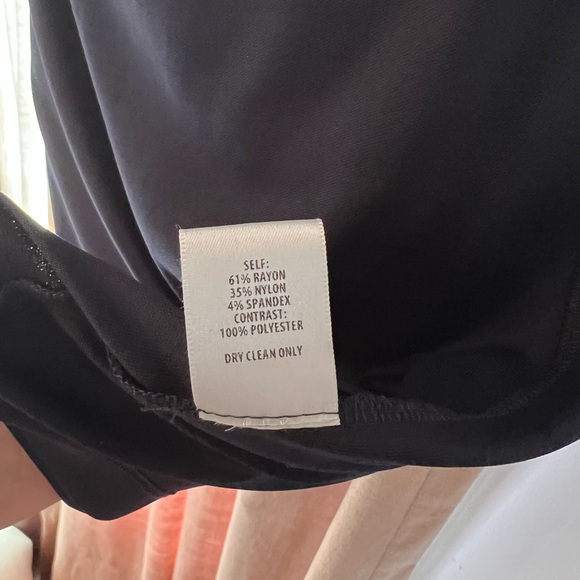 SELF:
61% RAYON
35% NYLON
4% SPANDEX
CONTRAST:
100% POLYESTER
DRY CLEAN ONLY